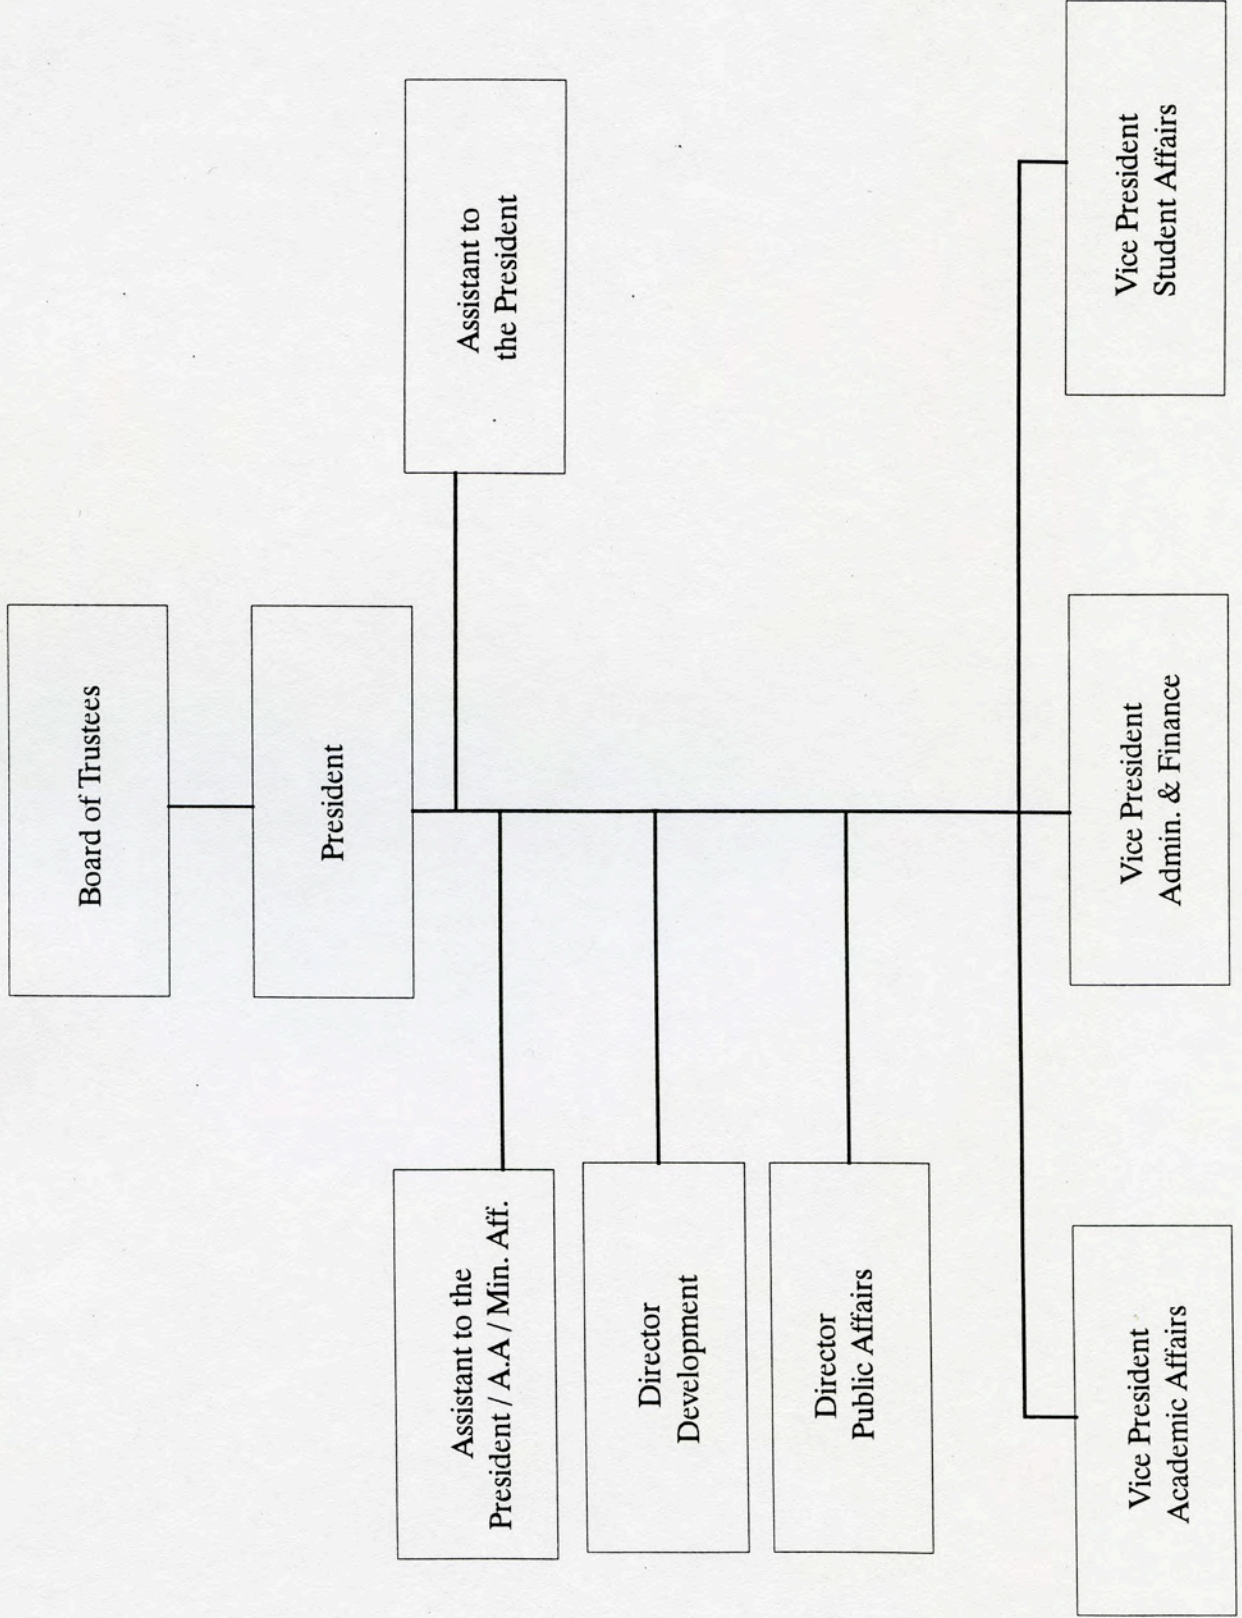 Board of Trustees
President
Assistant to
the President
Assistant to the
President / A.A / Min. Aff.
Director
Development
Director
Public Affairs
Vice President
Academic Affairs
Vice President
Admin. & Finance
Vice President
Student Affairs